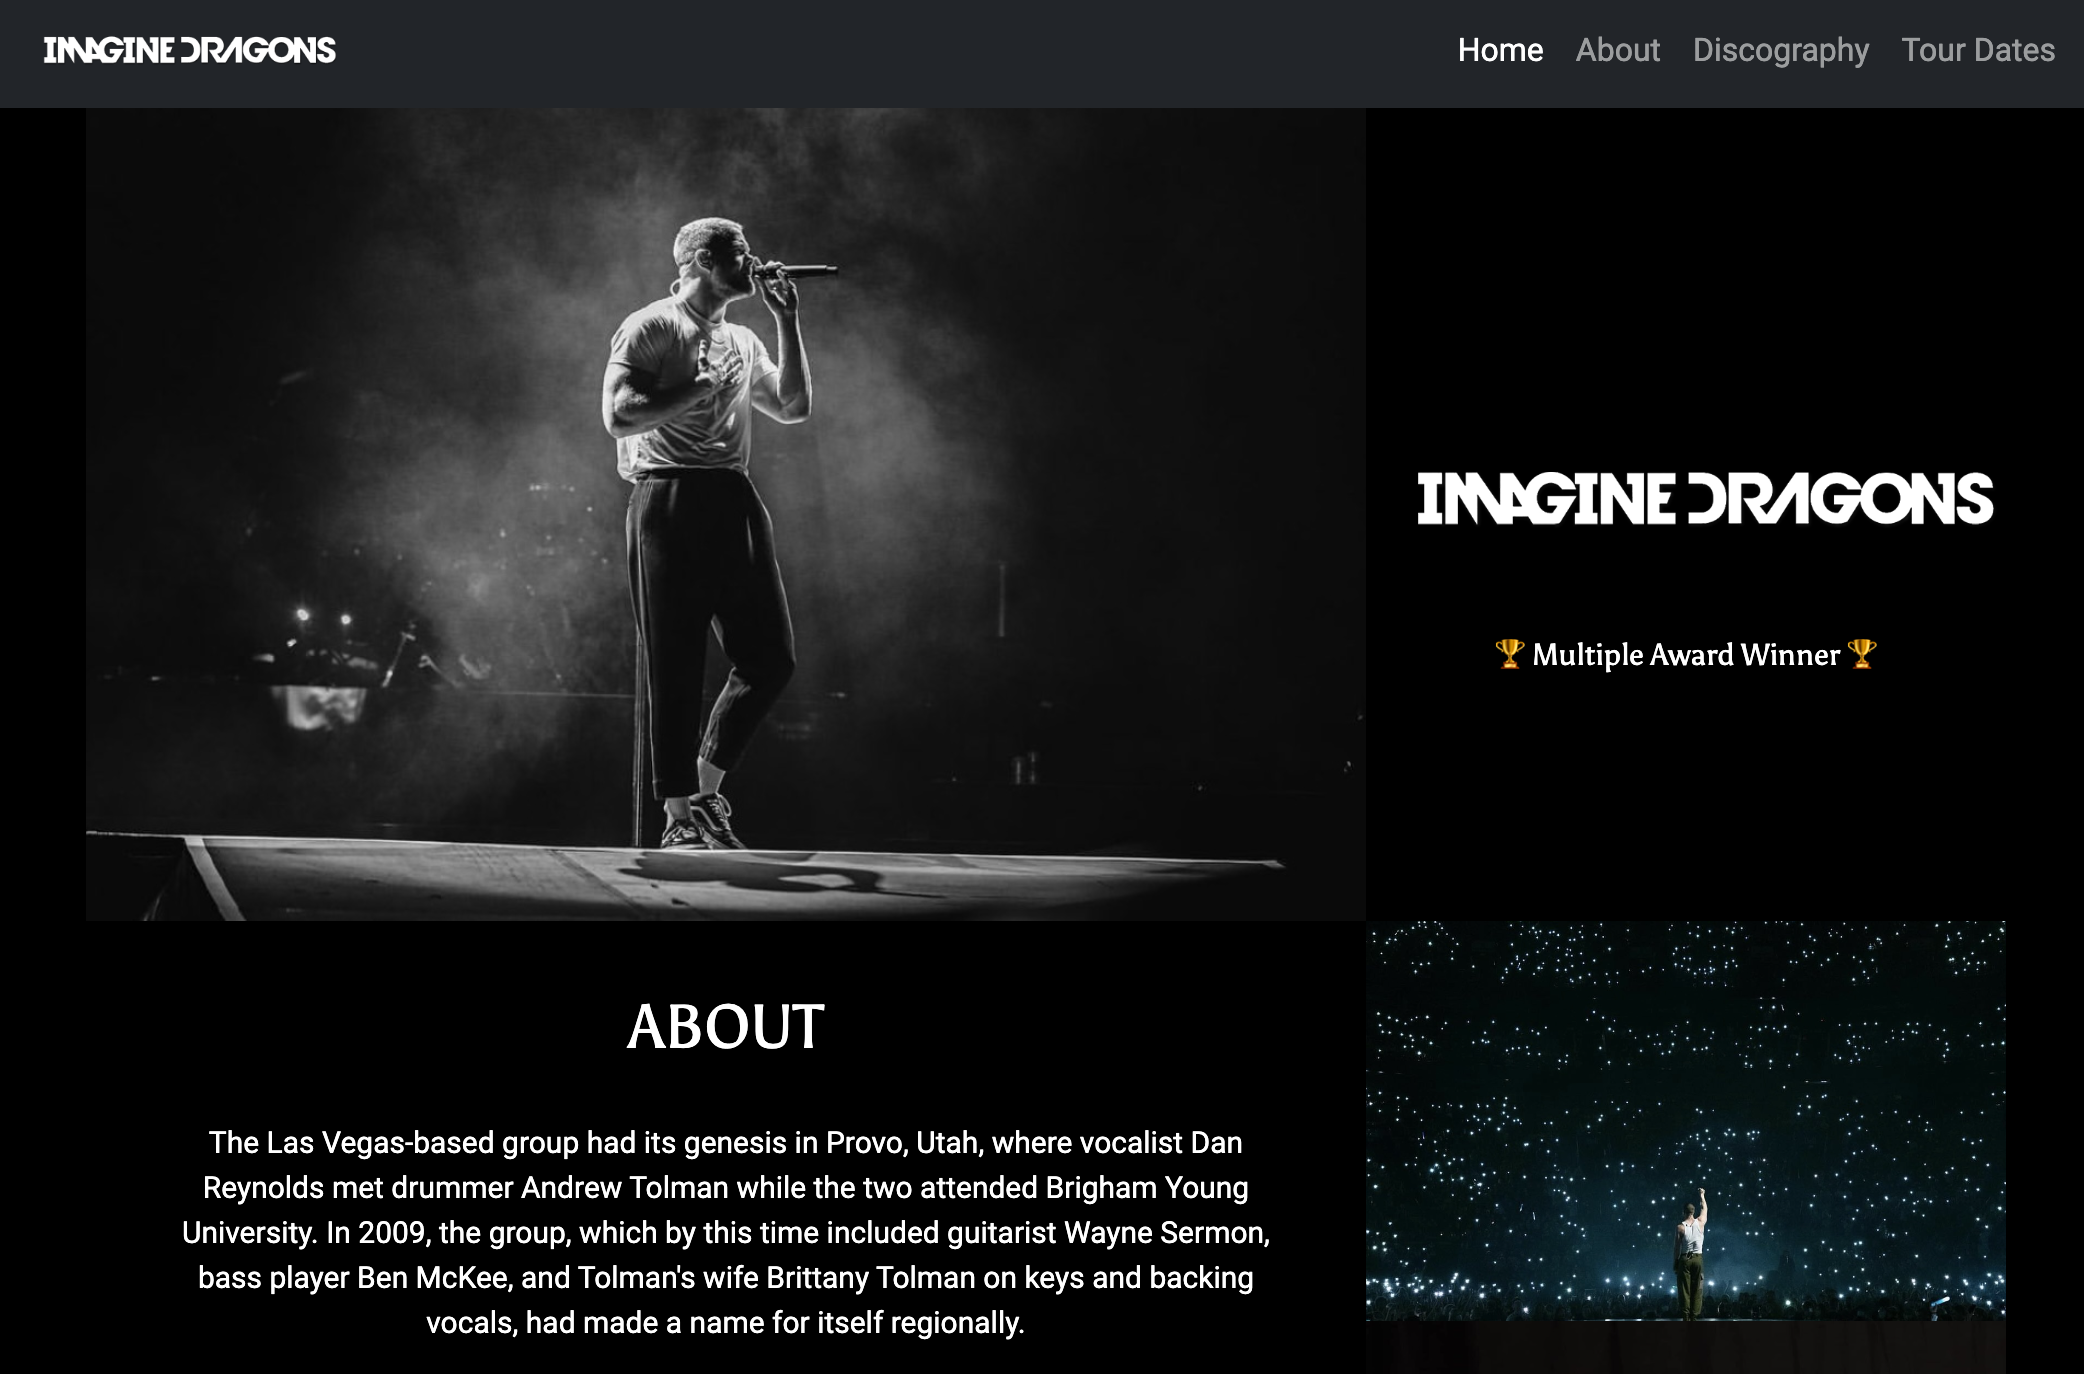 IMAGINE DRAGONS
Home About Discography Tour Dates
IMAGINE DRAGONS
🏆 Multiple Award Winner 🏆
ABOUT
The Las Vegas-based group had its genesis in Provo, Utah, where vocalist Dan
Reynolds met drummer Andrew Tolman while the two attended Brigham Young
University. In 2009, the group, which by this time included guitarist Wayne Sermon,
bass player Ben McKee, and Tolman's wife Brittany Tolman on keys and backing
vocals, had made a name for itself regionally.